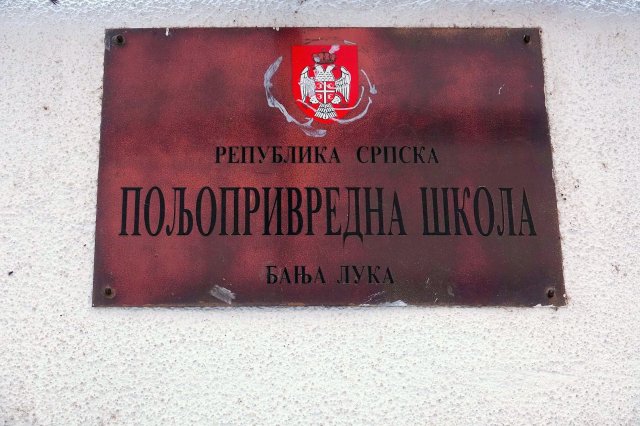 РЕПУБЛИКА СРПСКА
ПОЉОПРИВРЕДНА ШКОЛА
БАЊА ЛУКА